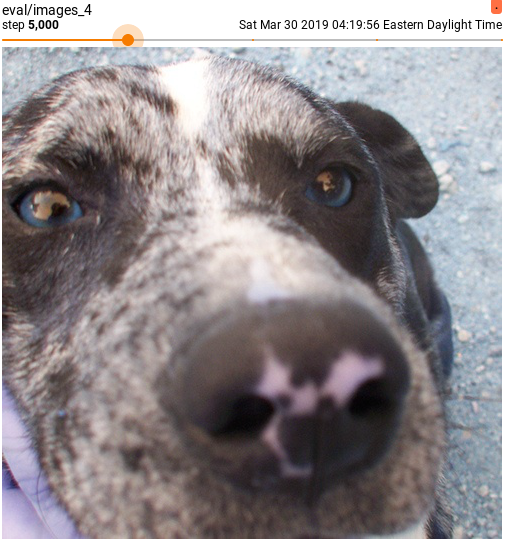 eval/images_4
step 5,000
Sat Mar 30 2019 04:19:56 Eastern Daylight Time